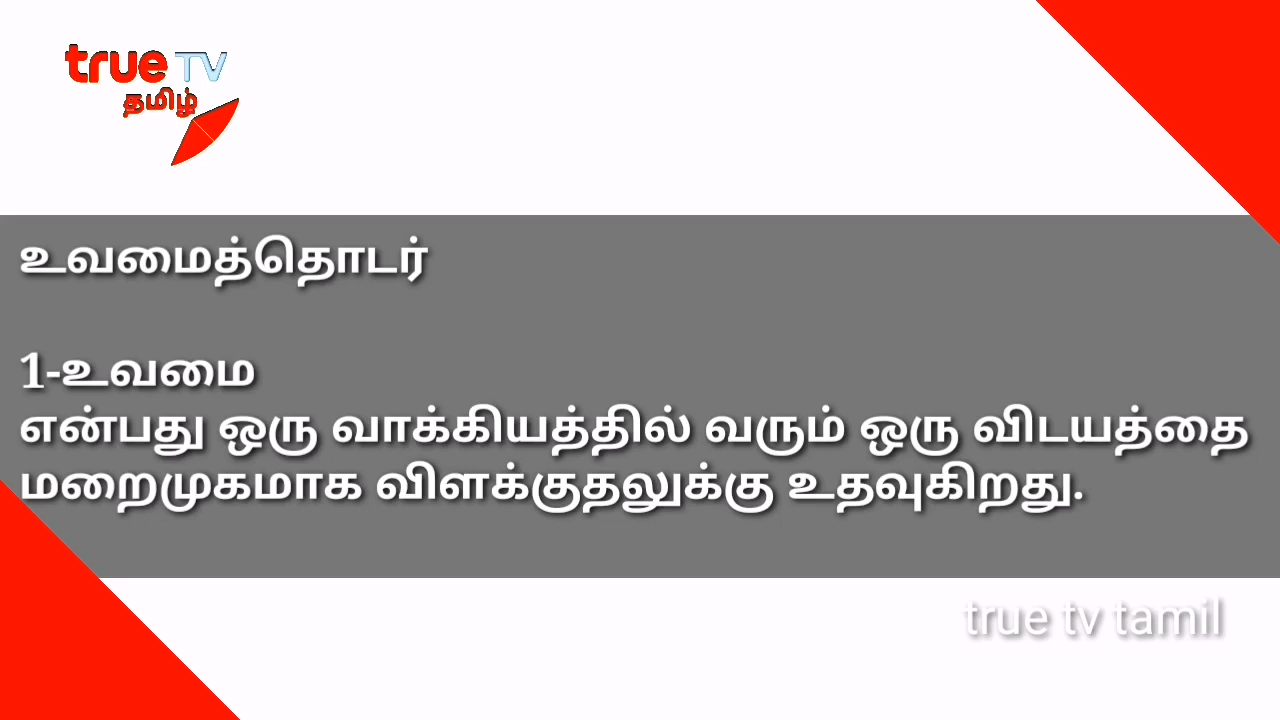 true TV
தமிழ்
உவமைத்தொடர்
1-உவமை
என்பது ஒரு வாக்கியத்தில் வரும் ஒரு விடயத்தை
மறைமுகமாக விளக்குதலுக்கு உதவுகிறது.
true tv tamil